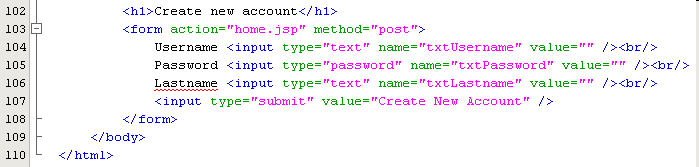 102 <h1>Create new account</h1>
103 <form action="home.jsp" method="post">
104 Username <input type="text" name="txtUsername" value="" /><br/>
105 Password <input type="password" name="txtPassword" value="" /><br/>
106 Lastname <input type="text" name="txtLastname" value="" /><br/>
107 <input type="submit" value="Create New Account" />
108 </form>
109 </body>
110 </html>